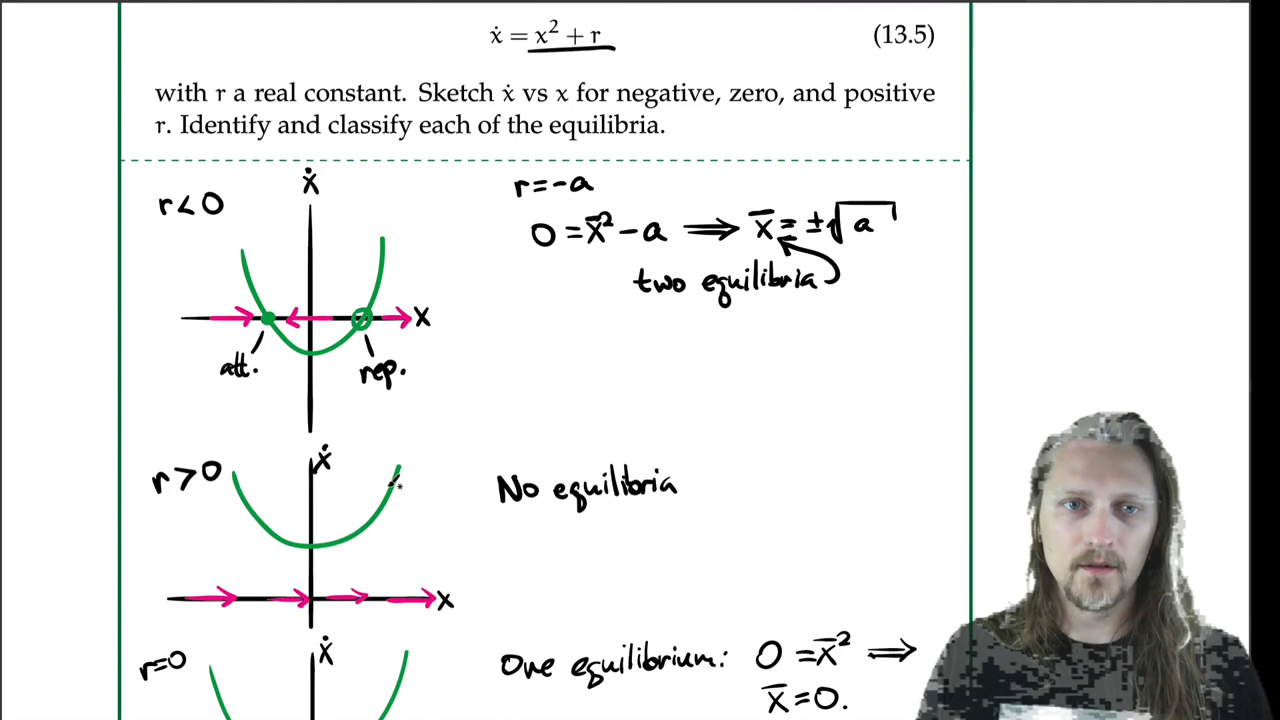 ẋ = x² + r (13.5)
with r a real constant. Sketch ẋ vs x for negative, zero, and positive
r. Identify and classify each of the equilibria.
r<0
ẋ
x
att.
rep.
r=-a
0 = x̄² - a ⟹ x̄ = ±√a
two equilibria
r>0
ẋ
x
No equilibria
r=0
ẋ
One equilibrium: 0 = x̄² ⟹
x̄=0.